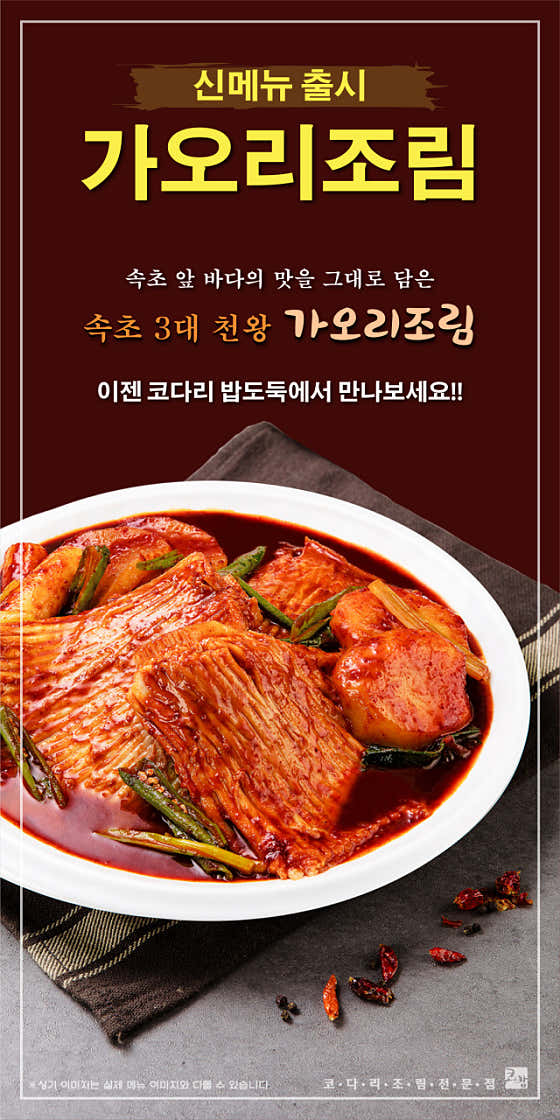 신메뉴 출시
가오리조림
속초 앞 바다의 맛을 그대로 담은
속초 3대 천왕 가오리조림
이젠 코다리 밥도둑에서 만나보세요!!
※ 상기 이미지는 실제 메뉴 이미지와 다를 수 있습니다.
코·다·리·조·림·전·문·점